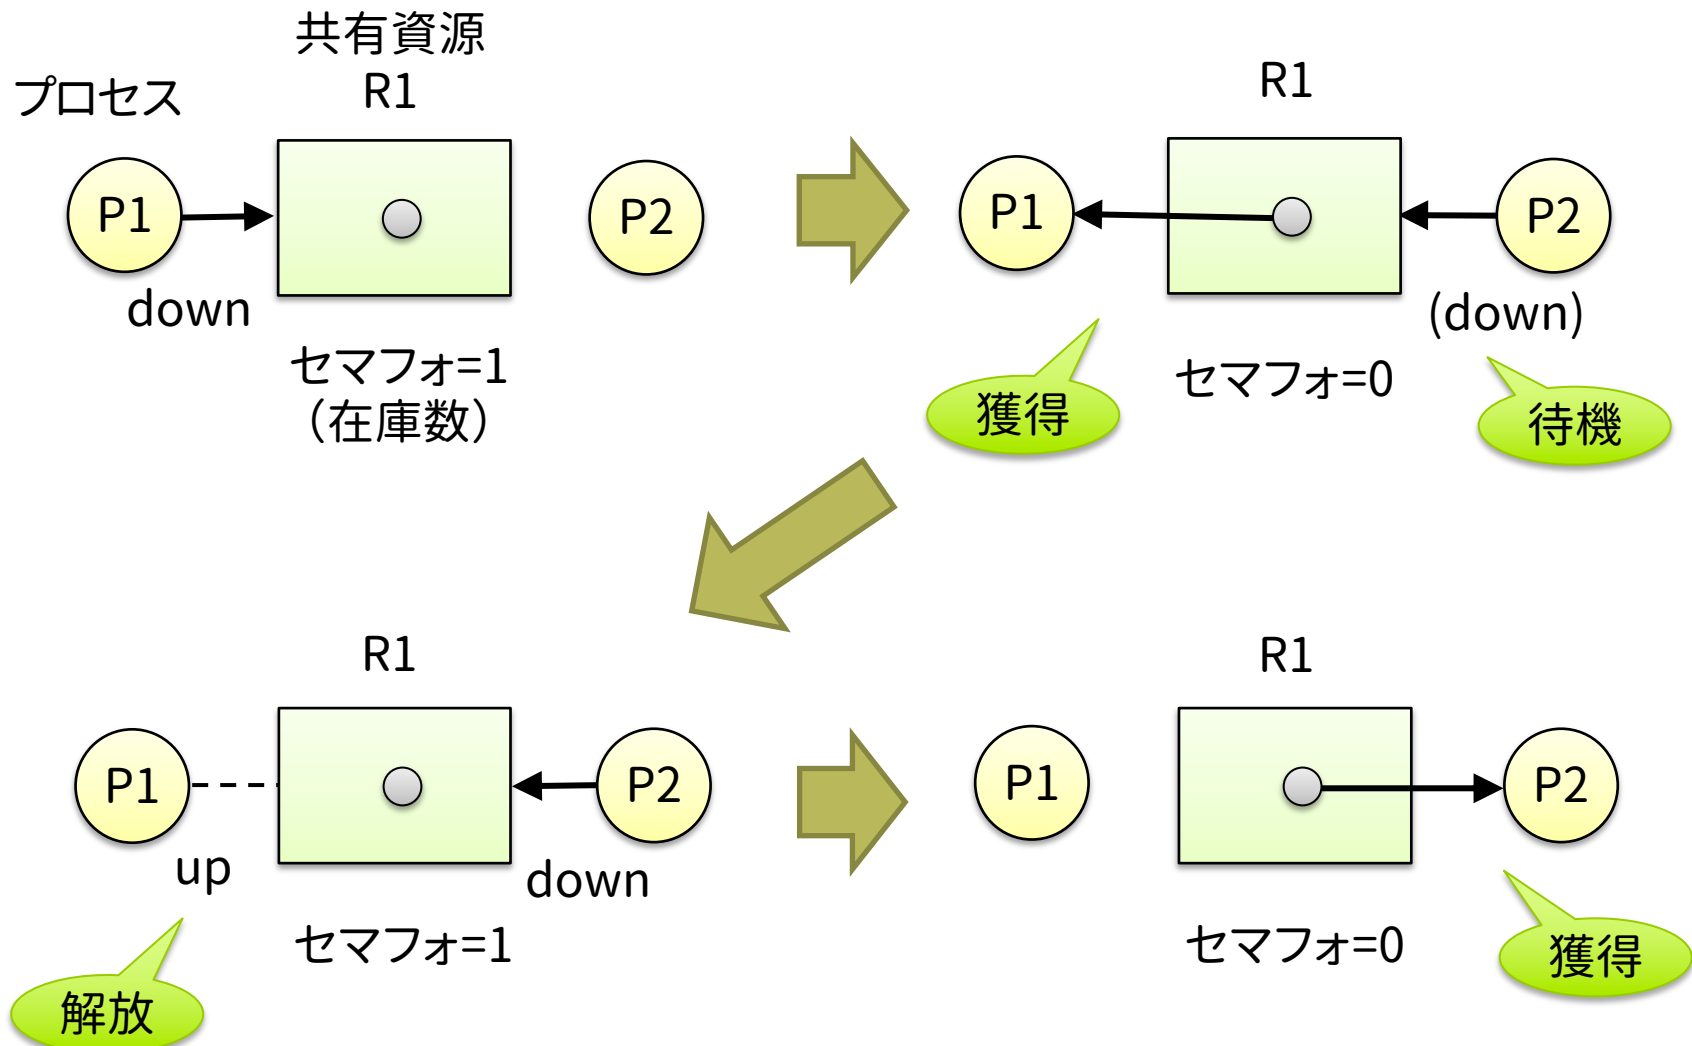 共有資源
プロセス
R1
P1
P2
down
セマフォ=1
（在庫数）
R1
P1
P2
(down)
セマフォ=0
獲得
待機
R1
P1
P2
up
down
セマフォ=1
解放
R1
P1
P2
セマフォ=0
獲得